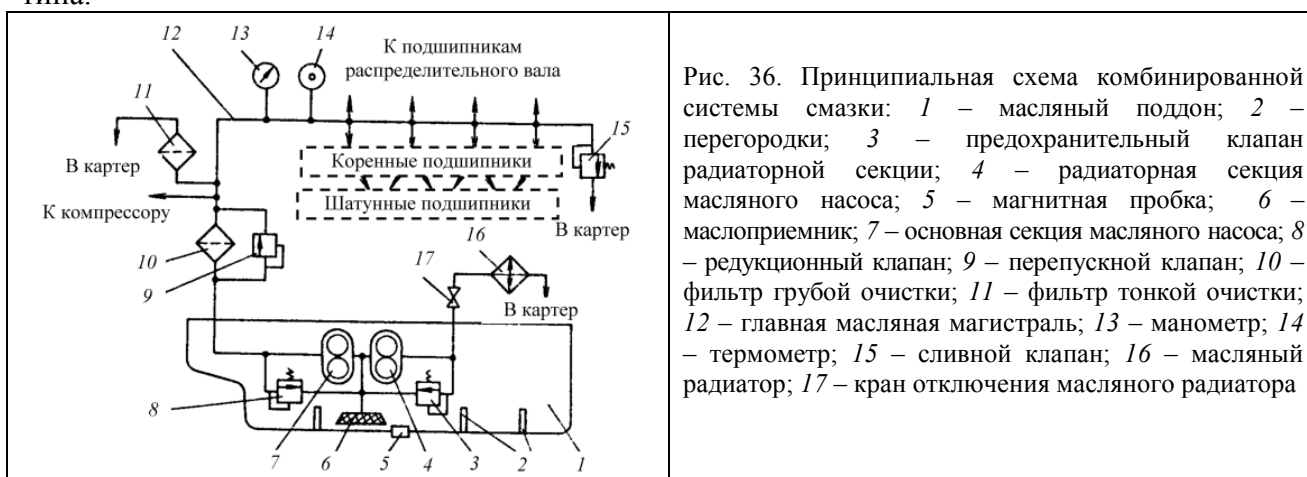 типа.
12
13
14
К подшипникам
распределительного вала
11
15
В картер
Коренные подшипники
К компрессору
Шатунные подшипники
В картер
16
17
10
9
В картер
8
7
6
5
4
3
2
1
Рис. 36. Принципиальная схема комбинированной
системы смазки: 1 – масляный поддон; 2 –
перегородки; 3 – предохранительный клапан
радиаторной секции; 4 – радиаторная секция
масляного насоса; 5 – магнитная пробка; 6 –
маслоприемник; 7 – основная секция масляного насоса; 8
– редукционный клапан; 9 – перепускной клапан; 10 –
фильтр грубой очистки; 11 – фильтр тонкой очистки;
12 – главная масляная магистраль; 13 – манометр; 14
– термометр; 15 – сливной клапан; 16 – масляный
радиатор; 17 – кран отключения масляного радиатора